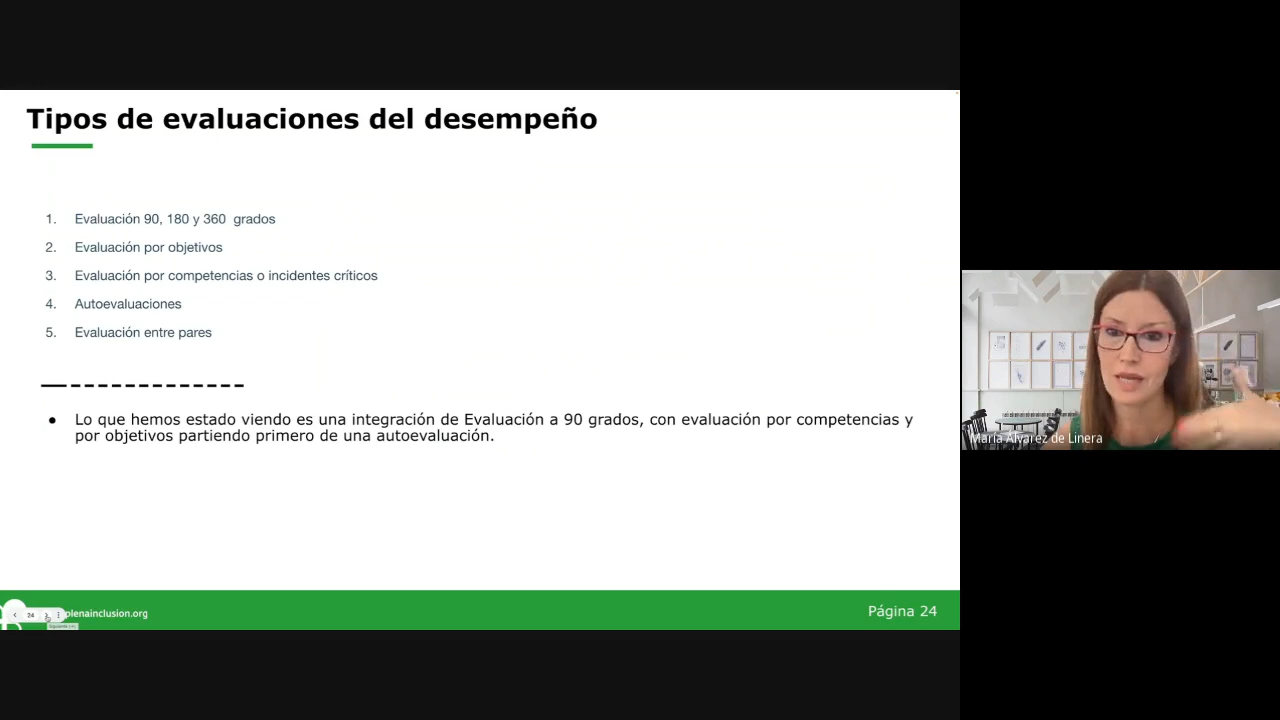 Tipos de evaluaciones del desempeño
1. Evaluación 90, 180 y 360 grados
2. Evaluación por objetivos
3. Evaluación por competencias o incidentes críticos
4. Autoevaluaciones
5. Evaluación entre pares
● Lo que hemos estado viendo es una integración de Evaluación a 90 grados, con evaluación por competencias y
por objetivos partiendo primero de una autoevaluación.
María Álvarez de Linera
24
plenainclusion.org
Página 24